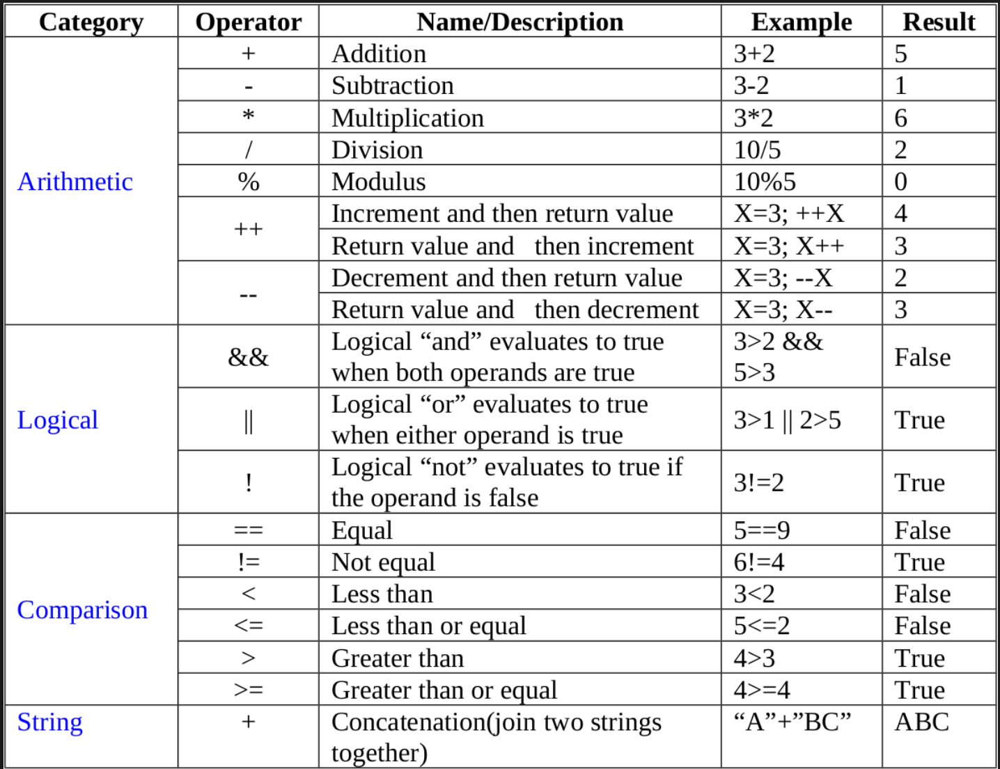 Category Operator Name/Description Example Result
Arithmetic + Addition 3+2 5
- Subtraction 3-2 1
* Multiplication 3*2 6
/ Division 10/5 2
% Modulus 10%5 0
++ Increment and then return value X=3; ++X 4
Return value and then increment X=3; X++ 3
-- Decrement and then return value X=3; --X 2
Return value and then decrement X=3; X-- 3
Logical && Logical “and” evaluates to true 3>2 && False
when both operands are true 5>3
|| Logical “or” evaluates to true 3>1 || 2>5 True
when either operand is true
! Logical “not” evaluates to true if 3!=2 True
the operand is false
Comparison == Equal 5==9 False
!= Not equal 6!=4 True
< Less than 3<2 False
<= Less than or equal 5<=2 False
> Greater than 4>3 True
>= Greater than or equal 4>=4 True
String + Concatenation(join two strings “A”+”BC” ABC
together)